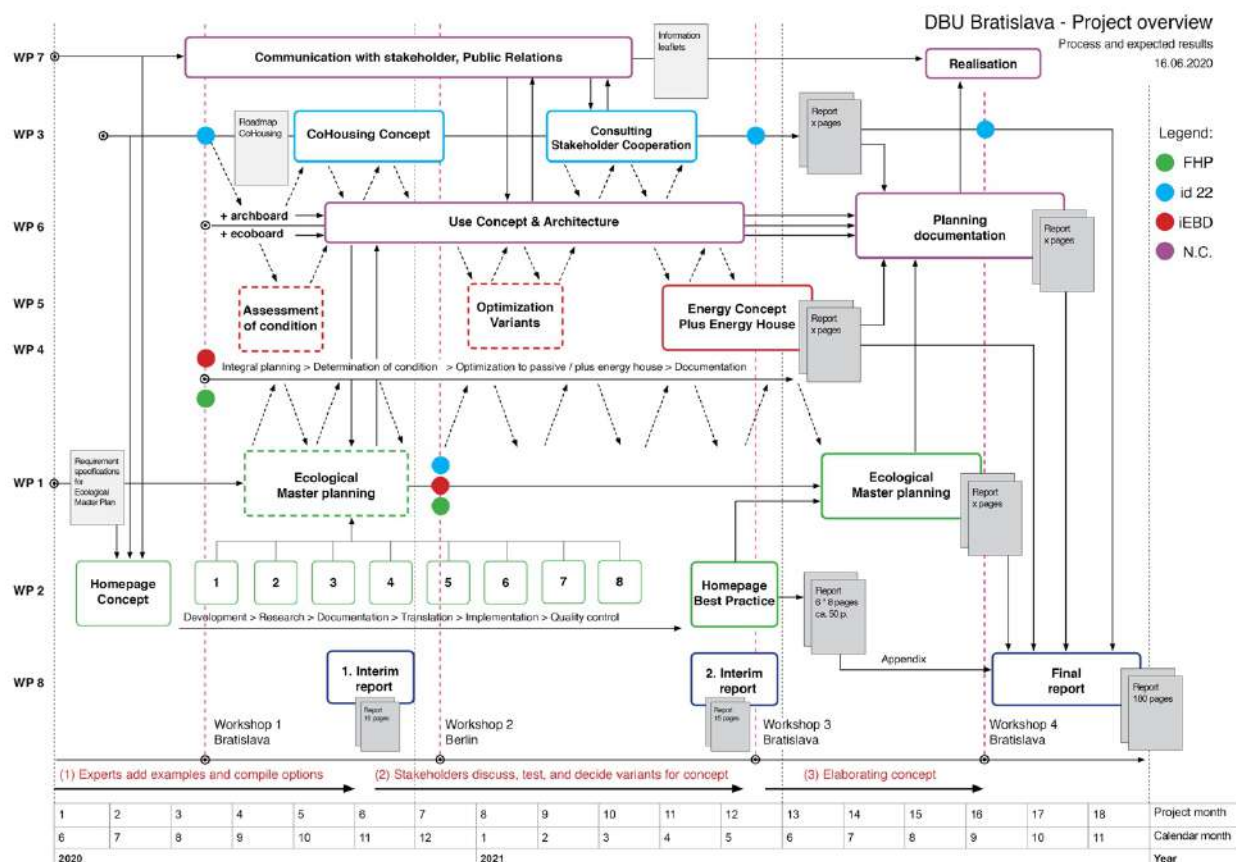 DBU Bratislava - Project overview
Process and expected results
16.06.2020
WP 7
Communication with stakeholder, Public Relations
Information
leaflets
Realisation
WP 3
Roadmap
CoHousing
CoHousing Concept
Consulting
Stakeholder Cooperation
Report
x pages
Legend:
FHP
id 22
iEBD
N.C.
WP 6
+ archboard
+ ecoboard
Use Concept & Architecture
Planning
documentation
Report
x pages
WP 5
WP 4
Assessment
of condition
Optimization
Variants
Energy Concept
Plus Energy House
Report
x pages
Integral planning > Determination of condition > Optimization to passive / plus energy house > Documentation
WP 1
Requirement
specifications
for
Ecological
Master Plan
Ecological
Master planning
Ecological
Master planning
Report
x pages
WP 2
Homepage
Concept
1 2 3 4 5 6 7 8
Homepage
Best Practice
Report
6 * 8 pages
ca. 50 p.
Development > Research > Documentation > Translation > Implementation > Quality control
WP 8
1. Interim
report
Report
15 pages
2. Interim
report
Report
15 pages
Appendix
Final
report
Report
180 pages
Workshop 1
Bratislava
Workshop 2
Berlin
Workshop 3
Bratislava
Workshop 4
Bratislava
(1) Experts add examples and compile options
(2) Stakeholders discuss, test, and decide variants for concept
(3) Elaborating concept
1 2 3 4 5 6 7 8 9 10 11 12 13 14 15 16 17 18 Project month
6 7 8 9 10 11 12 1 2 3 4 5 6 7 8 9 10 11 Calendar month
2020 2021 Year